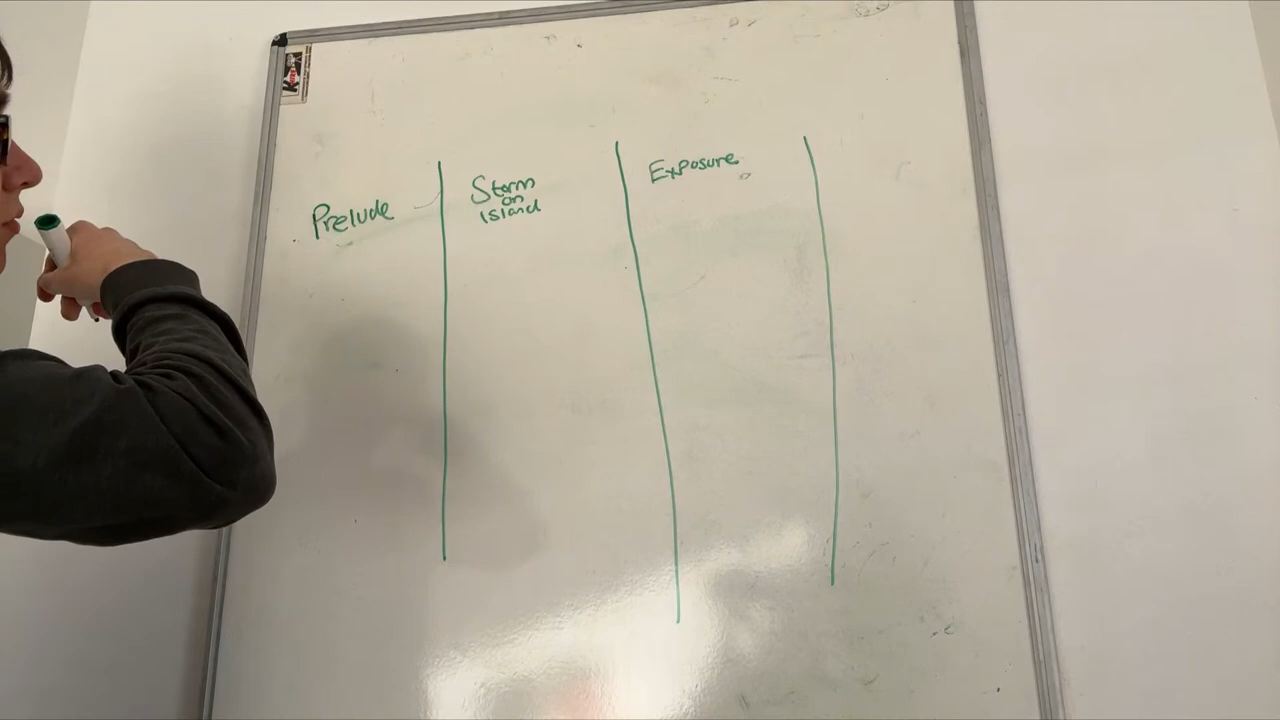 Prelude
Storm
on
Island
Exposure